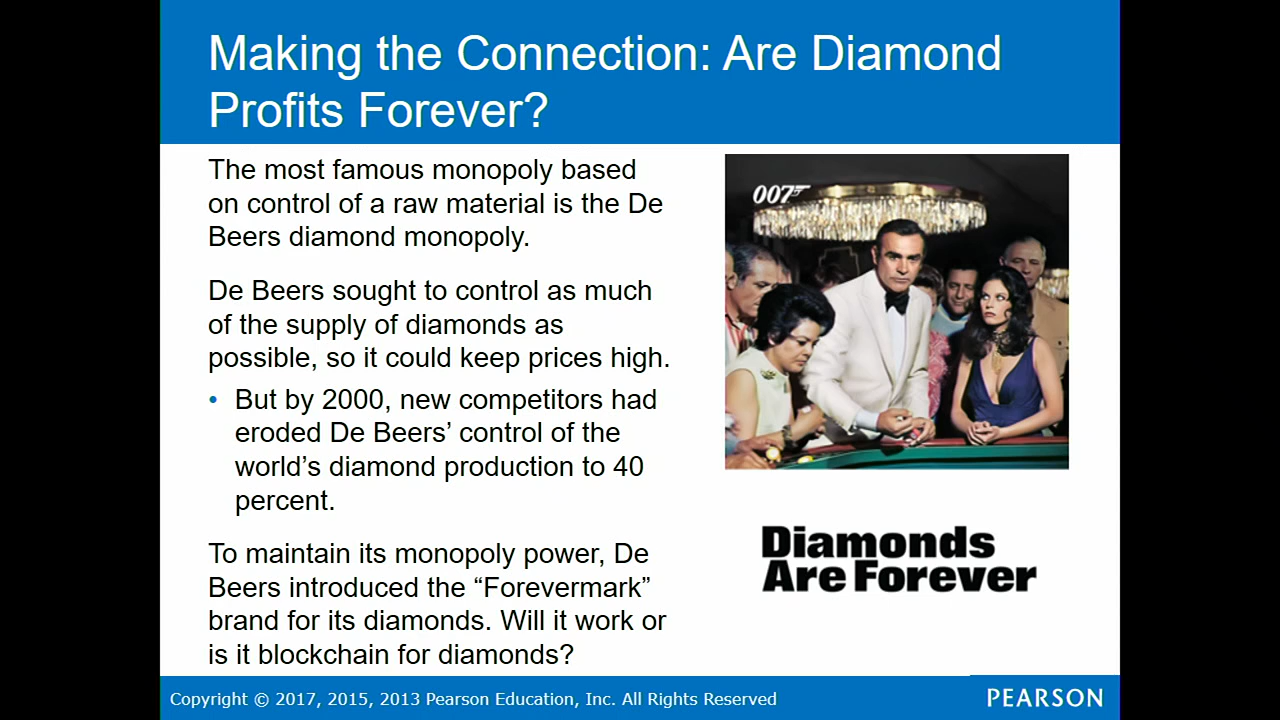 Making the Connection: Are Diamond
Profits Forever?
The most famous monopoly based
on control of a raw material is the De
Beers diamond monopoly.
De Beers sought to control as much
of the supply of diamonds as
possible, so it could keep prices high.
• But by 2000, new competitors had
eroded De Beers’ control of the
world’s diamond production to 40
percent.
To maintain its monopoly power, De
Beers introduced the “Forevermark”
brand for its diamonds. Will it work or
is it blockchain for diamonds?
007
Diamonds
Are Forever
Copyright © 2017, 2015, 2013 Pearson Education, Inc. All Rights Reserved
PEARSON